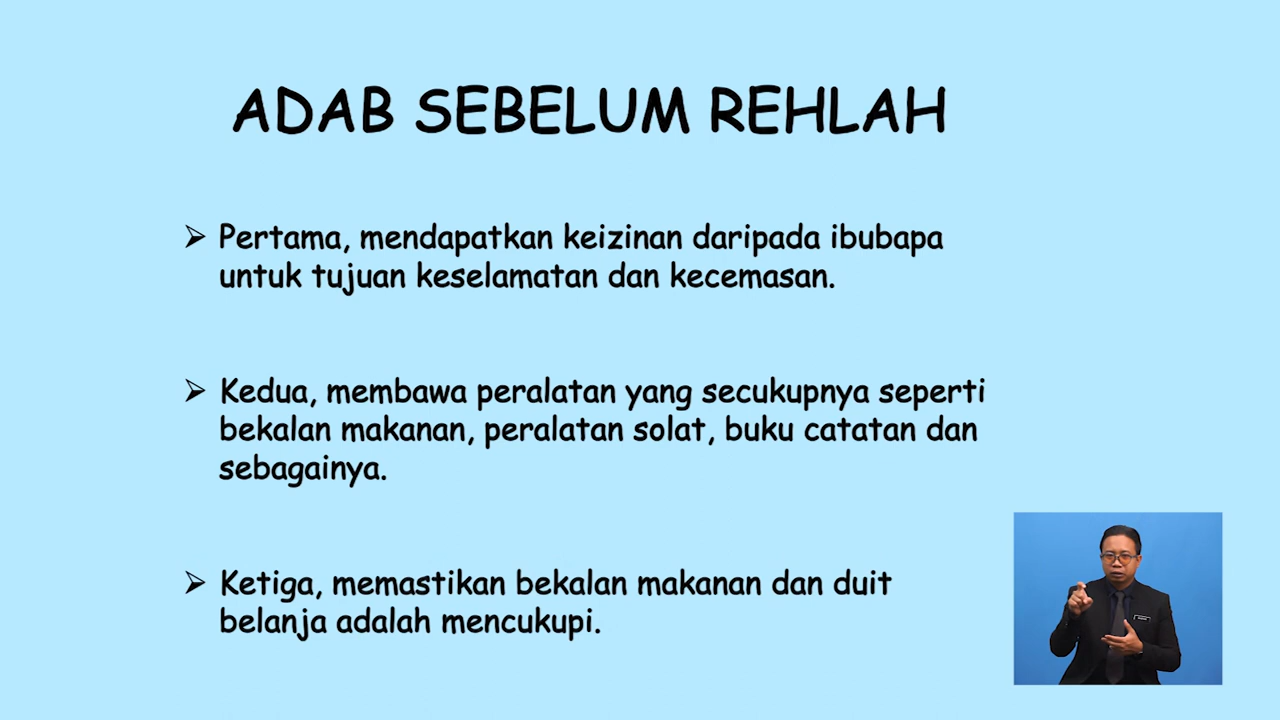 ADAB SEBELUM REHLAH
➢ Pertama, mendapatkan keizinan daripada ibubapa
untuk tujuan keselamatan dan kecemasan.
➢ Kedua, membawa peralatan yang secukupnya seperti
bekalan makanan, peralatan solat, buku catatan dan
sebagainya.
➢ Ketiga, memastikan bekalan makanan dan duit
belanja adalah mencukupi.